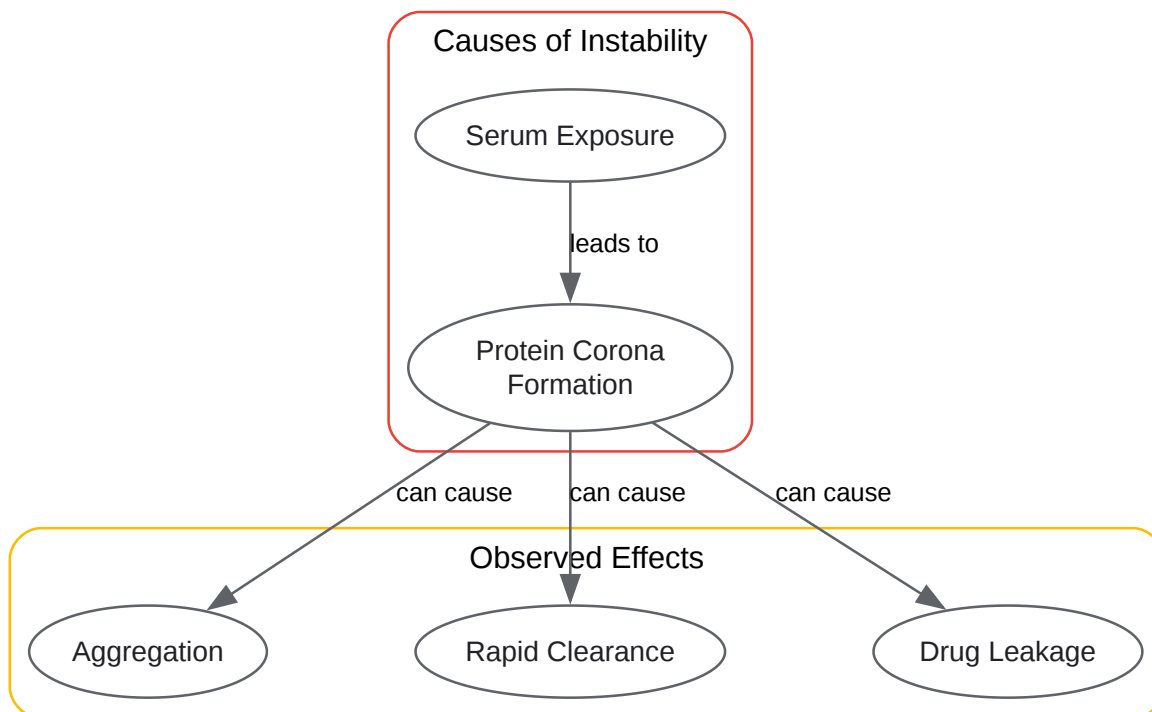 Causes of Instability
Serum Exposure
leads to
Protein Corona
Formation
can cause
can cause
can cause
Observed Effects
Aggregation
Rapid Clearance
Drug Leakage